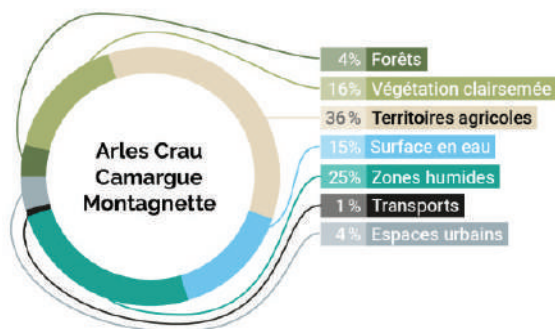 Arles Crau
Camargue
Montagnette
4% Forêts
16% Végétation clairsemée
36% Territoires agricoles
15% Surface en eau
25% Zones humides
1% Transports
4% Espaces urbains